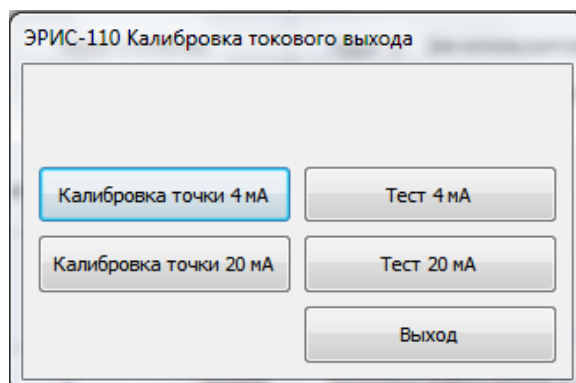 ЭРИС-110 Калибровка токового выхода
Калибровка точки 4 мА
Тест 4 мА
Калибровка точки 20 мА
Тест 20 мА
Выход